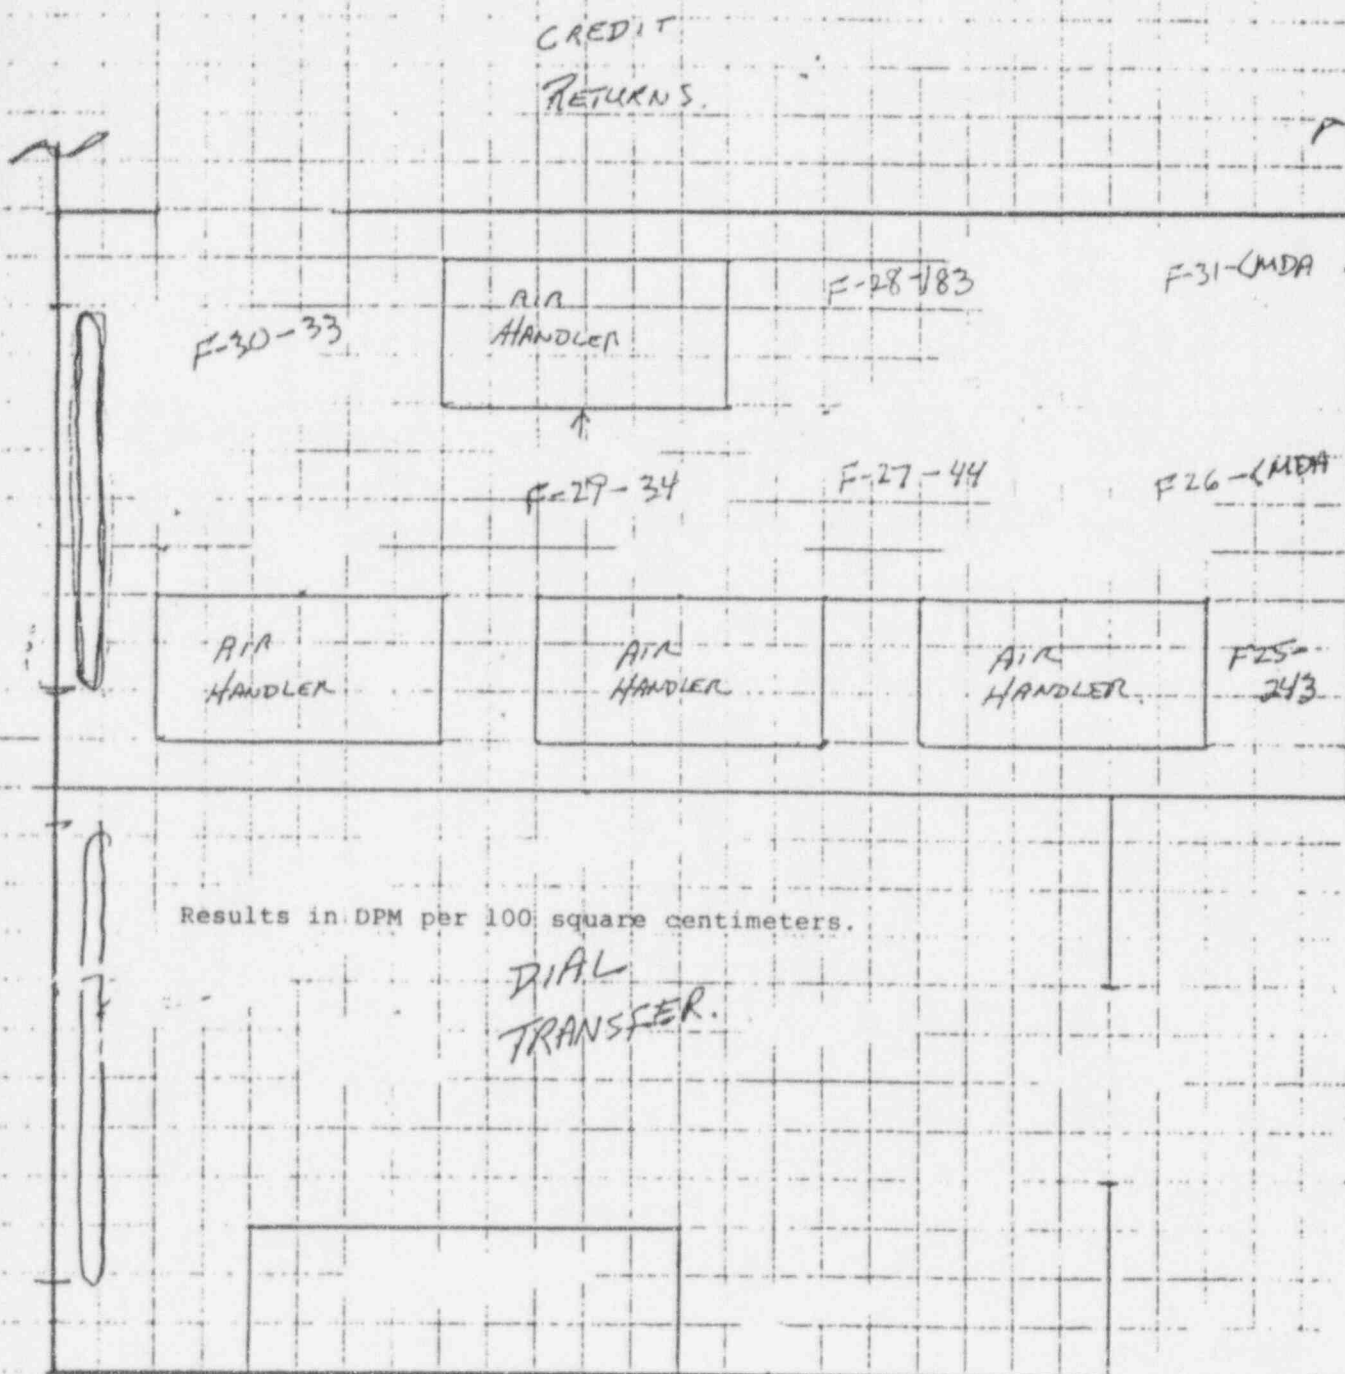 CREDIT
RETURNS.
F-31-<MDA
F-28-183
AIR
HANDLER
F-30-33
F-29-34
F-27-44
F26-<MDA
AIR
HANDLER
AIR
HANDLER
AIR
HANDLER.
F25-
243
Results in DPM per 100 square centimeters.
DIAL
TRANSFER.